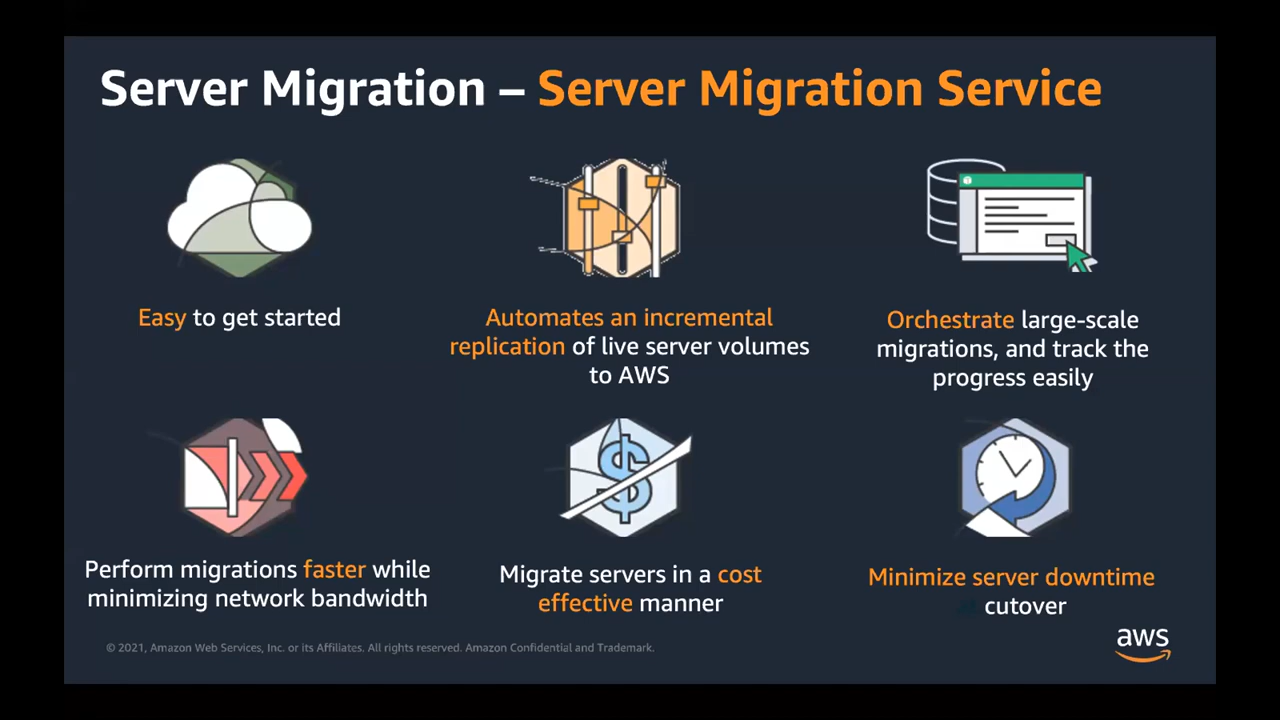 Server Migration – Server Migration Service
Easy to get started
Automates an incremental
replication of live server volumes
to AWS
Orchestrate large-scale
migrations, and track the
progress easily
Perform migrations faster while
minimizing network bandwidth
Migrate servers in a cost
effective manner
Minimize server downtime
cutover
© 2021, Amazon Web Services, Inc. or its Affiliates. All rights reserved. Amazon Confidential and Trademark.
aws